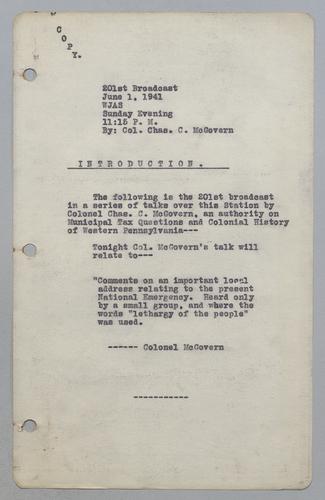 C
O
P
Y.
201st Broadcast
June 1, 1941
WJAS
Sunday Evening
11:15 P. M.
By: Col. Chas. C. McGovern
I N T R O D U C T I O N .
The following is the 201st broadcast
in a series of talks over this Station by
Colonel Chas. C. McGovern, an authority on
Municipal Tax Questions and Colonial History
of Western Pennsylvania---
Tonight Col. McGovern's talk will
relate to---
"Comments on an important local
address relating to the present
National Emergency. Heard only
by a small group, and where the
words "lethargy of the people"
was used.
------ Colonel McGovern
-----------